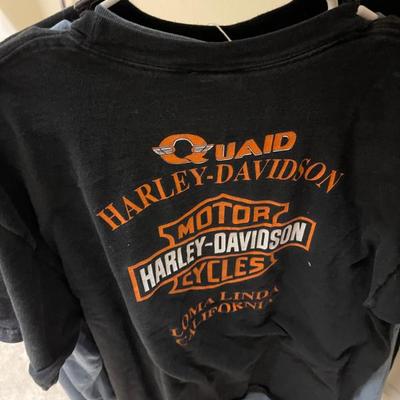 QUAID
HARLEY-DAVIDSON
MOTOR
HARLEY-DAVIDSON
CYCLES
LOMA LINDA
CALIFORNIA